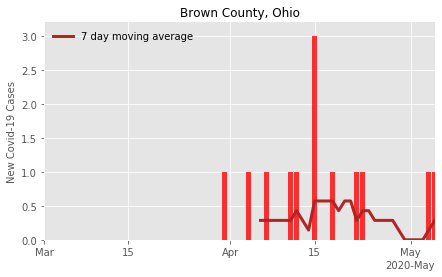 Brown County, Ohio
7 day moving average
New Covid-19 Cases
3.0
2.5
2.0
1.5
1.0
0.5
0.0
Mar
15
Apr
15
May
2020-May